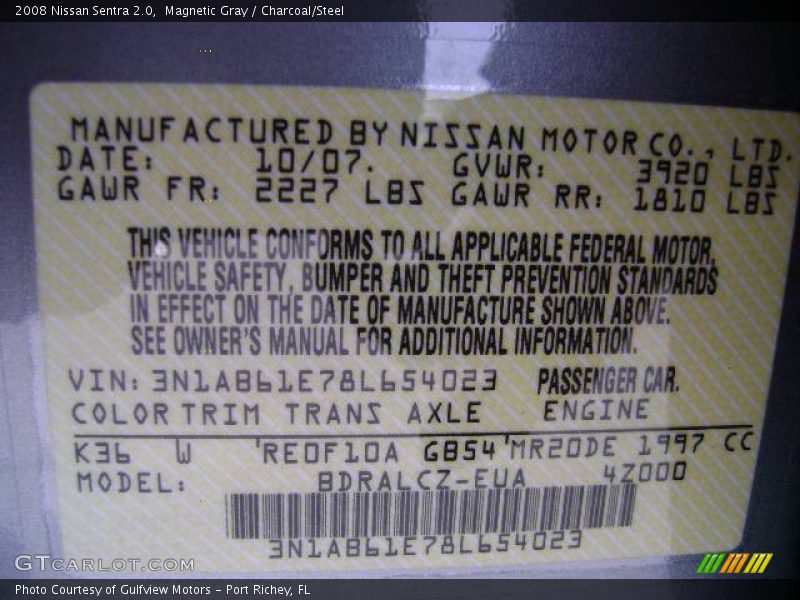 2008 Nissan Sentra 2.0,  Magnetic Gray / Charcoal/Steel
MANUFACTURED BY NISSAN MOTOR CO., LTD.
DATE: 10/07. GVWR: 3920 LBS
GAWR FR: 2227 LBS GAWR RR: 1810 LBS
THIS VEHICLE CONFORMS TO ALL APPLICABLE FEDERAL MOTOR
VEHICLE SAFETY, BUMPER AND THEFT PREVENTION STANDARDS
IN EFFECT ON THE DATE OF MANUFACTURE SHOWN ABOVE.
SEE OWNER'S MANUAL FOR ADDITIONAL INFORMATION.
VIN: 3N1AB61E78L654023 PASSENGER CAR.
COLOR TRIM TRANS AXLE ENGINE
K36 W 'RE0F10A GB54 'MR20DE 1997 CC
MODEL: BDRALCZ-EUA 4Z000
3N1AB61E78L654023
GTCARLOT.COM
Photo Courtesy of Gulfview Motors – Port Richey, FL